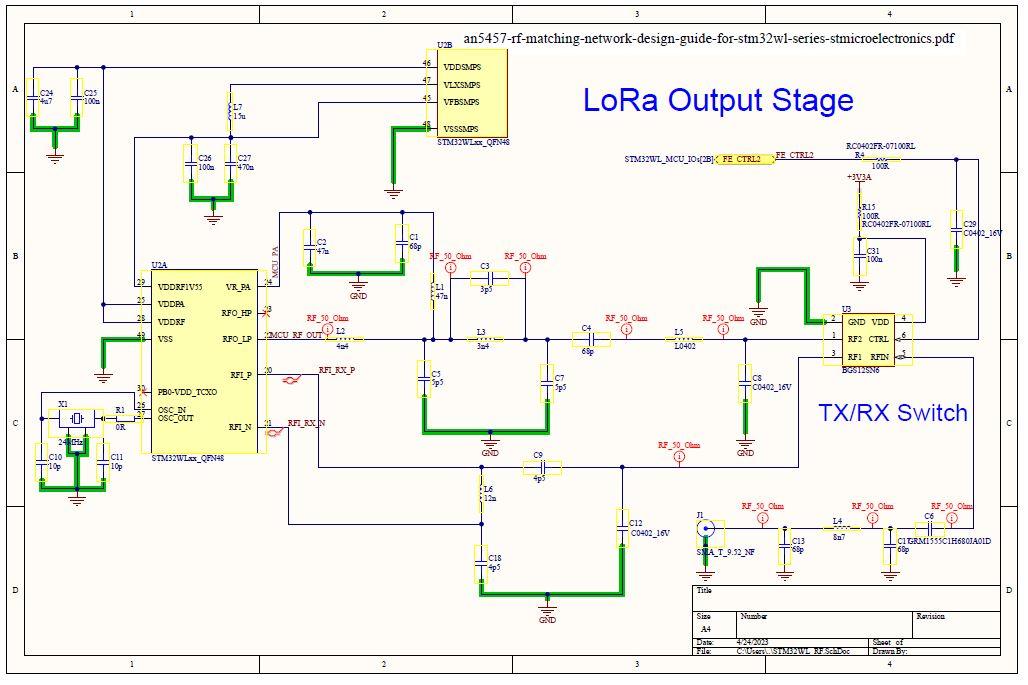 1 2 3 4
an5457-rf-matching-network-design-guide-for-stm32wl-series-stmicroelectronics.pdf
LoRa Output Stage
A A
U2B
46 VDDSMPS
47 VLXSMPS
45 VFBSMPS
48 VSSSMPS
STM32WLxx_QFN48
C24
4u7
C25
100n
L7
15u
C26
100n
C27
470n
STM32WL_MCU_IOs[2B] FE_CTRL2 FE_CTRL2
RC0402FR-07100RL
R4
100R
+3V3A
R15
100R
RC0402FR-07100RL
C31
100n
C29
C0402_16V
B B
MCU_PA
C2
47n
C1
68p
GND
L1
47n
RF_50_Ohm
C3
3p5
RF_50_Ohm
U2A
29 VDDRF1V55
25 VDDPA
28 VDDRF
49 VSS
30 PB0-VDD_TCXO
26 OSC_IN
27 OSC_OUT
VR_PA 24
RFO_HP 23
RFO_LP 22
RFI_P 20
RFI_N 21
STM32WLxx_QFN48
MCU_RF_OUT
RF_50_Ohm
L2
4n4
L3
3n4
C4
68p
RF_50_Ohm
L5
L0402
RF_50_Ohm
GND
U3
2 GND VDD 4
1 RF2 CTRL 6
3 RF1 RFIN 5
BGS12SN6
RFI_RX_P
RFI_RX_N
C5
5p5
C7
5p5
GND
C8
C0402_16V
GND
C C
TX/RX Switch
X1
24MHz
R1
0R
C10
10p
C11
10p
C9
4p5
RF_50_Ohm
L6
12n
C12
C0402_16V
C18
4p5
GND
J1
SMA_T_9.52_NF
RF_50_Ohm
C13
68p
L4
8n7
RF_50_Ohm
C17
68p
C6
GRM1555C1H680JA01D
RF_50_Ohm
D D
Title
Size Number Revision
A4
Date: 4/24/2023 Sheet of
File: C:\Users\..\STM32WL_RF.SchDoc Drawn By:
1 2 3 4